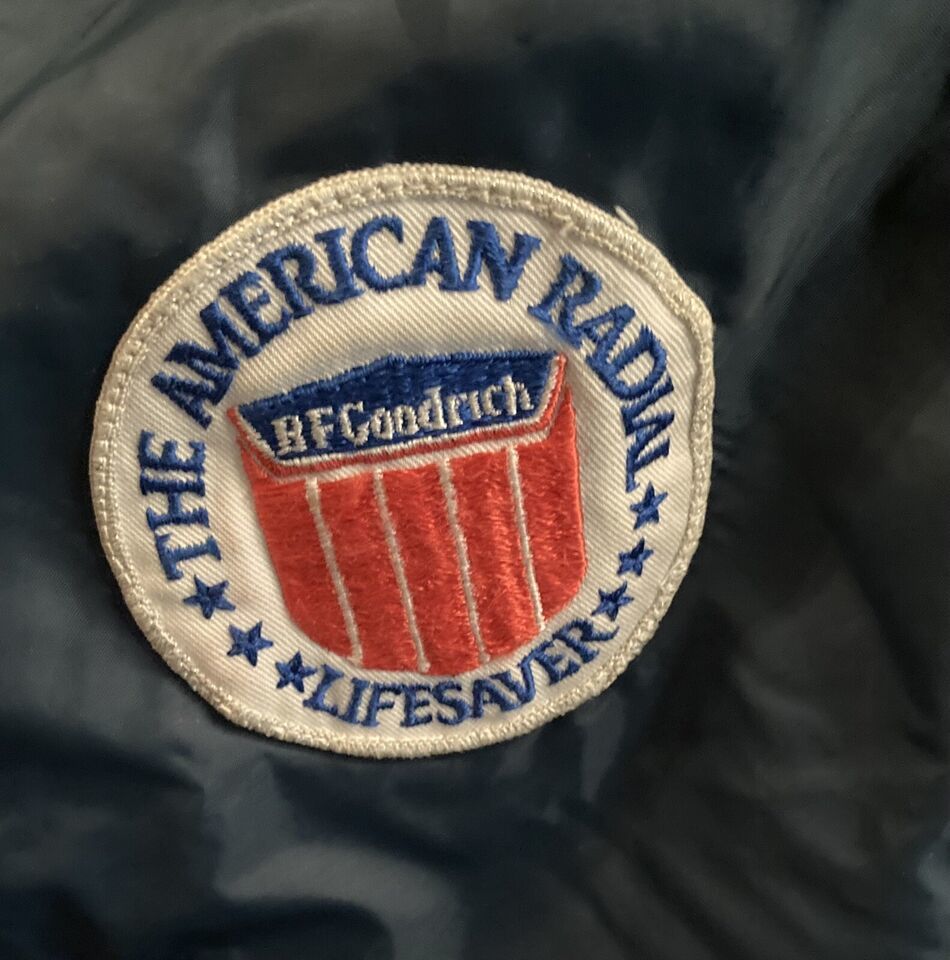 THE AMERICAN RADIAL
BFGoodrich
LIFESAVER